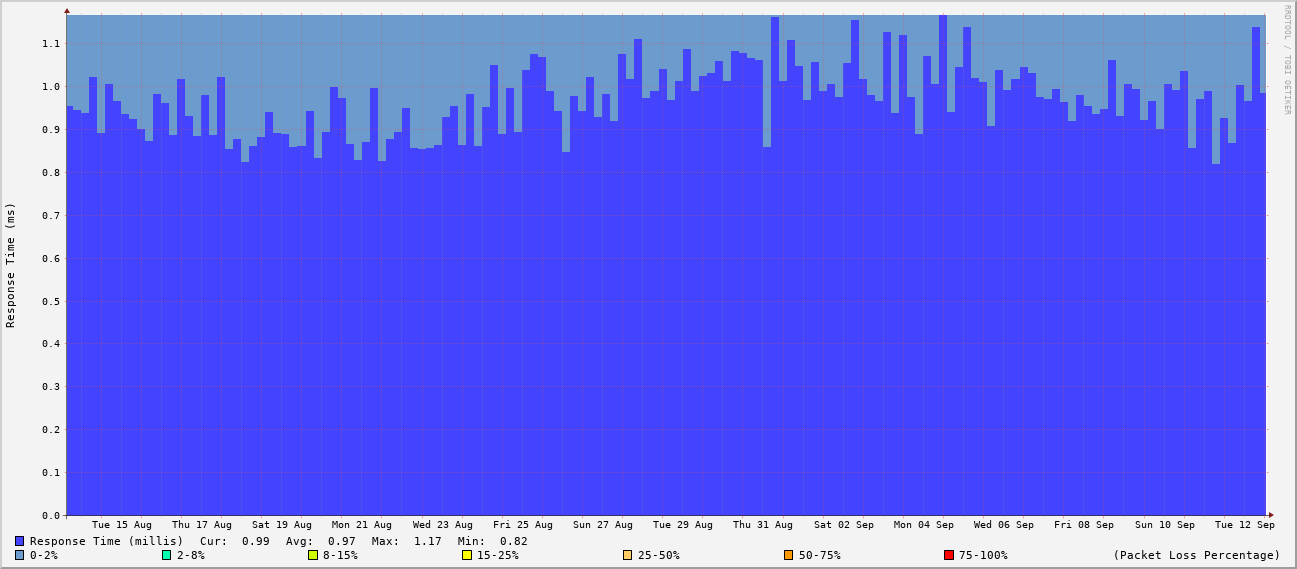 RRDTOOL / TOBI OETIKER
Response Time (ms)
1.1
1.0
0.9
0.8
0.7
0.6
0.5
0.4
0.3
0.2
0.1
0.0
Tue 15 Aug Thu 17 Aug Sat 19 Aug Mon 21 Aug Wed 23 Aug Fri 25 Aug Sun 27 Aug Tue 29 Aug Thu 31 Aug Sat 02 Sep Mon 04 Sep Wed 06 Sep Fri 08 Sep Sun 10 Sep Tue 12 Sep
Response Time (millis) Cur: 0.99 Avg: 0.97 Max: 1.17 Min: 0.82
0-2% 2-8% 8-15% 15-25% 25-50% 50-75% 75-100% (Packet Loss Percentage)